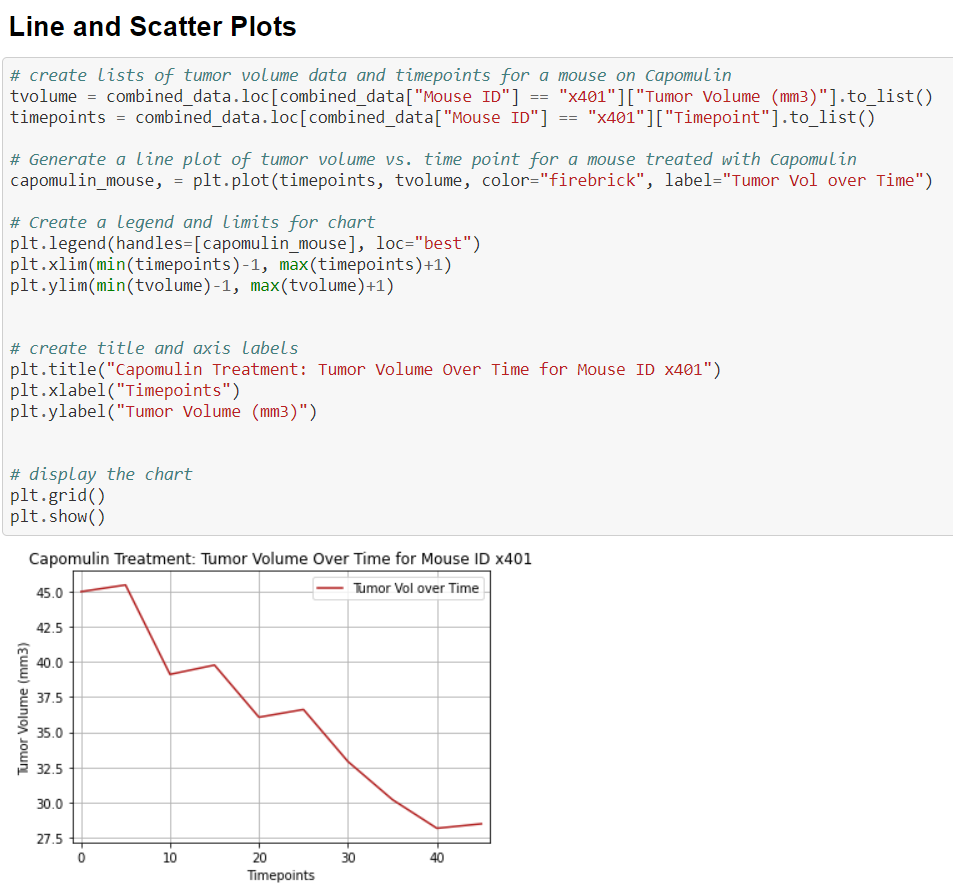 Line and Scatter Plots
# create lists of tumor volume data and timepoints for a mouse on Capomulin
tvolume = combined_data.loc[combined_data["Mouse ID"] == "x401"]["Tumor Volume (mm3)"].to_list()
timepoints = combined_data.loc[combined_data["Mouse ID"] == "x401"]["Timepoint"].to_list()
# Generate a line plot of tumor volume vs. time point for a mouse treated with Capomulin
capomulin_mouse, = plt.plot(timepoints, tvolume, color="firebrick", label="Tumor Vol over Time")
# Create a legend and limits for chart
plt.legend(handles=[capomulin_mouse], loc="best")
plt.xlim(min(timepoints)-1, max(timepoints)+1)
plt.ylim(min(tvolume)-1, max(tvolume)+1)
# create title and axis labels
plt.title("Capomulin Treatment: Tumor Volume Over Time for Mouse ID x401")
plt.xlabel("Timepoints")
plt.ylabel("Tumor Volume (mm3)")
# display the chart
plt.grid()
plt.show()
Capomulin Treatment: Tumor Volume Over Time for Mouse ID x401
Tumor Vol over Time
Tumor Volume (mm3)
45.0
42.5
40.0
37.5
35.0
32.5
30.0
27.5
0 10 20 30 40
Timepoints